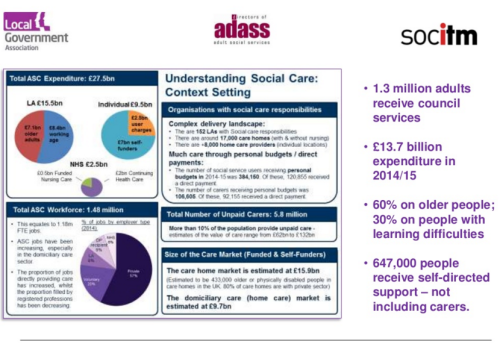 Local
Government
Association
directors of
adass
adult social services
socitm
Total ASC Expenditure: £27.5bn
LA £15.5bn
Individual £9.5bn
£7.1bn older adults
£8.4bn working age
£2.5bn user charges
£7bn self-funders
NHS £2.5bn
£0.5bn Funded Nursing Care
£2bn Continuing Health Care
Understanding Social Care:
Context Setting
Organisations with social care responsibilities
Complex delivery landscape:
• The are 152 LAs with Social care responsibilities
• There are around 17,000 care homes (with & without nursing)
• There are ~8,000 home care providers (individual locations)
Much care through personal budgets / direct
payments:
• The number of social service users receiving personal
budgets in 2014-15 was 384,160. Of these, 120,855 received
a direct payment.
• The number of carers receiving personal budgets was
Of these, 92,155 received a direct payment
Total ASC Workforce: 1.48 million
• This equates to 1.18m
FTE jobs.
• ASC jobs have been
increasing, especially
in the domiciliary care
sector
• The proportion of jobs
directly providing care
has increased, whilst
the proportion filled by
registered professions
has been decreasing.
% of jobs by employer type
(2014).
Total Number of Unpaid Carers: 5.8 million
More than 10% of the population provide unpaid care -
estimates of the value of care range from £62bn to £132bn
Size of the Care Market (Funded & Self-Funders)
The care home market is estimated at £15.9bn
(Estimated to be 433,000 older or physically disabled people in
care homes in the UK, 80% of care homes are with private sector)
The domiciliary care (home care) market is
estimated at £9.7bn
• 1.3 million adults
receive council
services
• £13.7 billion
expenditure in
2014/15
• 60% on older people;
30% on people with
learning difficulties
• 647,000 people
receive self-directed
support – not
including carers.